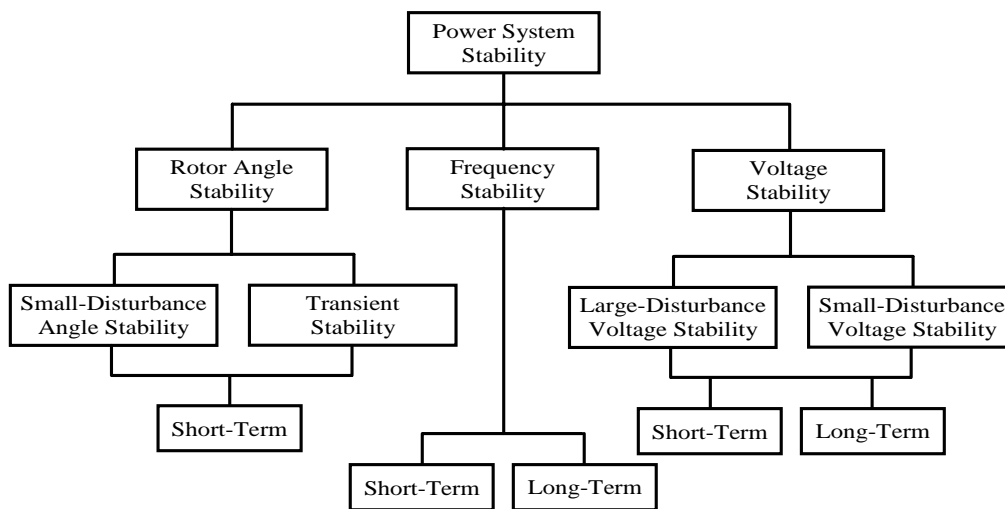 Power System
Stability
Rotor Angle
Stability
Frequency
Stability
Voltage
Stability
Small-Disturbance
Angle Stability
Transient
Stability
Large-Disturbance
Voltage Stability
Small-Disturbance
Voltage Stability
Short-Term
Short-Term
Long-Term
Short-Term
Long-Term